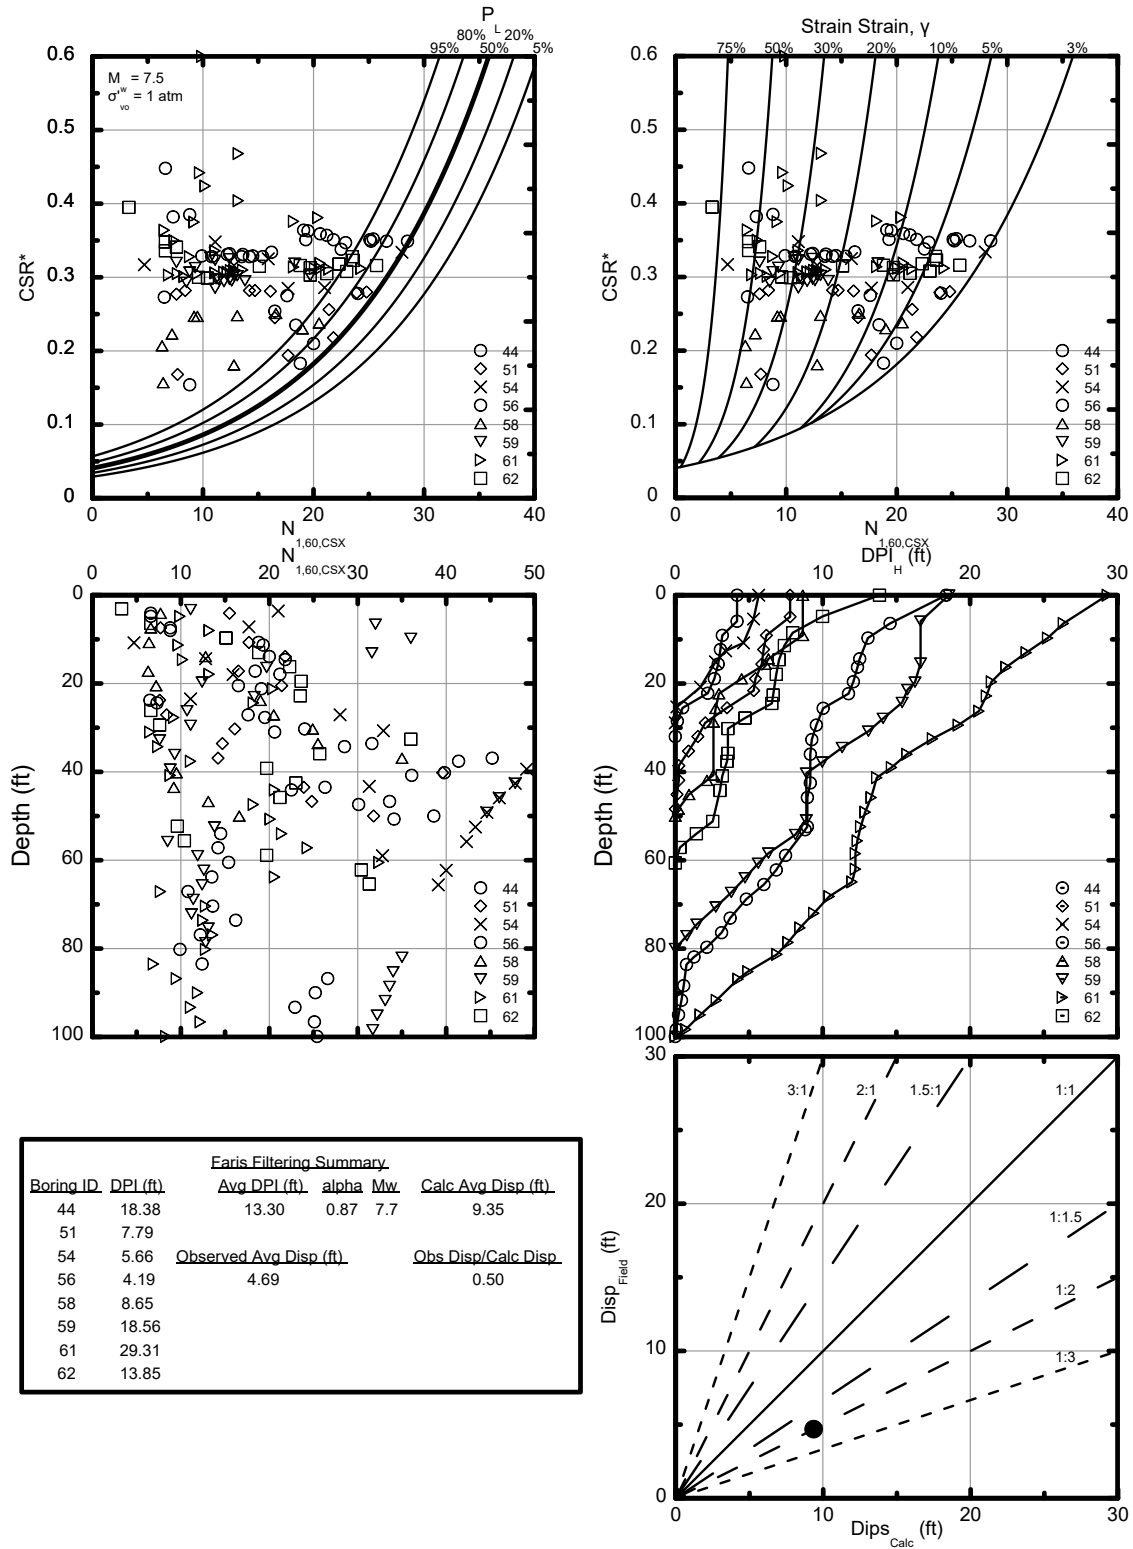 P
L
95%
80%
50%
20%
5%
M = 7.5
w
σ' = 1 atm
vo
0.6
0.5
0.4
0.3
0.2
0.1
0
CSR*
44
51
54
56
58
59
61
62
0 10 20 30 40
N
1,60,CSX
Strain Strain, γ
75% 50% 30% 20% 10% 5% 3%
0.6
0.5
0.4
0.3
0.2
0.1
0
CSR*
44
51
54
56
58
59
61
62
0 10 20 30 40
N
1,60,CSX
N
1,60,CSX
0 10 20 30 40 50
0
20
40
60
80
100
Depth (ft)
44
51
54
56
58
59
61
62
DPI (ft)
H
0 10 20 30
0
20
40
60
80
100
Depth (ft)
44
51
54
56
58
59
61
62
Faris Filtering Summary
Boring ID DPI (ft) Avg DPI (ft) alpha Mw Calc Avg Disp (ft)
44 18.38 13.30 0.87 7.7 9.35
51 7.79
54 5.66 Observed Avg Disp (ft) Obs Disp/Calc Disp
56 4.19 4.69 0.50
58 8.65
59 18.56
61 29.31
62 13.85
30
20
10
0
Disp Field (ft)
3:1 2:1 1.5:1 1:1
1:1.5
1:2
1:3
0 10 20 30
Dips Calc (ft)